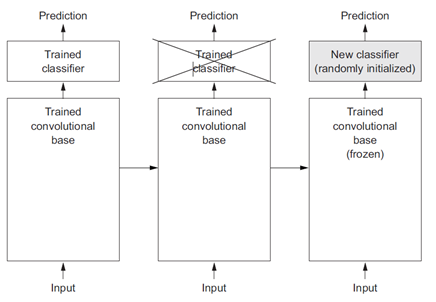 Prediction
Trained
classifier
Trained
convolutional
base
Input
Prediction
Trained
classifier
Trained
convolutional
base
Input
Prediction
New classifier
(randomly initialized)
Trained
convolutional
base
(frozen)
Input